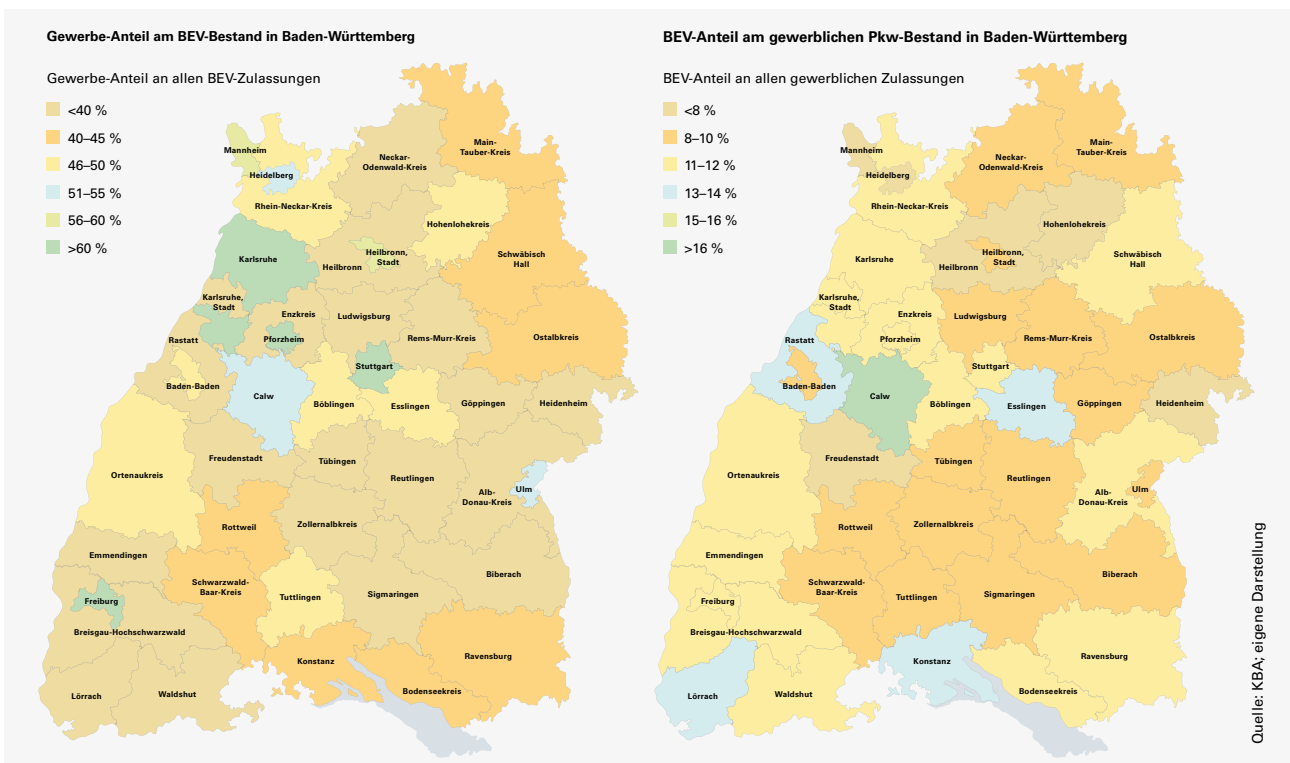 Gewerbe-Anteil am BEV-Bestand in Baden-Württemberg
Gewerbe-Anteil an allen BEV-Zulassungen
<40 %
40–45 %
46–50 %
51–55 %
56–60 %
>60 %
Main-
Tauber-Kreis
Mannheim
Neckar-
Odenwald-Kreis
Heidelberg
Rhein-Neckar-Kreis
Hohenlohekreis
Karlsruhe
Heilbronn,
Stadt
Heilbronn
Schwäbisch
Hall
Karlsruhe,
Stadt
Enzkreis
Ludwigsburg
Rastatt
Pforzheim
Rems-Murr-Kreis
Ostalbkreis
Stuttgart
Baden-Baden
Calw
Böblingen
Esslingen
Göppingen
Heidenheim
Freudenstadt
Tübingen
Ortenaukreis
Reutlingen
Ulm
Alb-
Donau-Kreis
Rottweil
Zollernalbkreis
Emmendingen
Biberach
Schwarzwald-
Baar-Kreis
Tuttlingen
Sigmaringen
Freiburg
Breisgau-Hochschwarzwald
Konstanz
Ravensburg
Lörrach
Waldshut
Bodenseekreis
BEV-Anteil am gewerblichen Pkw-Bestand in Baden-Württemberg
BEV-Anteil an allen gewerblichen Zulassungen
<8 %
8–10 %
11–12 %
13–14 %
15–16 %
>16 %
Main-
Tauber-Kreis
Mannheim
Neckar-
Odenwald-Kreis
Heidelberg
Rhein-Neckar-Kreis
Hohenlohekreis
Karlsruhe
Heilbronn,
Stadt
Heilbronn
Schwäbisch
Hall
Karlsruhe,
Stadt
Enzkreis
Ludwigsburg
Rastatt
Pforzheim
Rems-Murr-Kreis
Ostalbkreis
Stuttgart
Baden-Baden
Calw
Böblingen
Esslingen
Göppingen
Heidenheim
Freudenstadt
Tübingen
Ortenaukreis
Reutlingen
Ulm
Alb-
Donau-Kreis
Rottweil
Zollernalbkreis
Emmendingen
Biberach
Schwarzwald-
Baar-Kreis
Tuttlingen
Sigmaringen
Freiburg
Breisgau-Hochschwarzwald
Konstanz
Ravensburg
Lörrach
Waldshut
Bodenseekreis
Quelle: KBA; eigene Darstellung